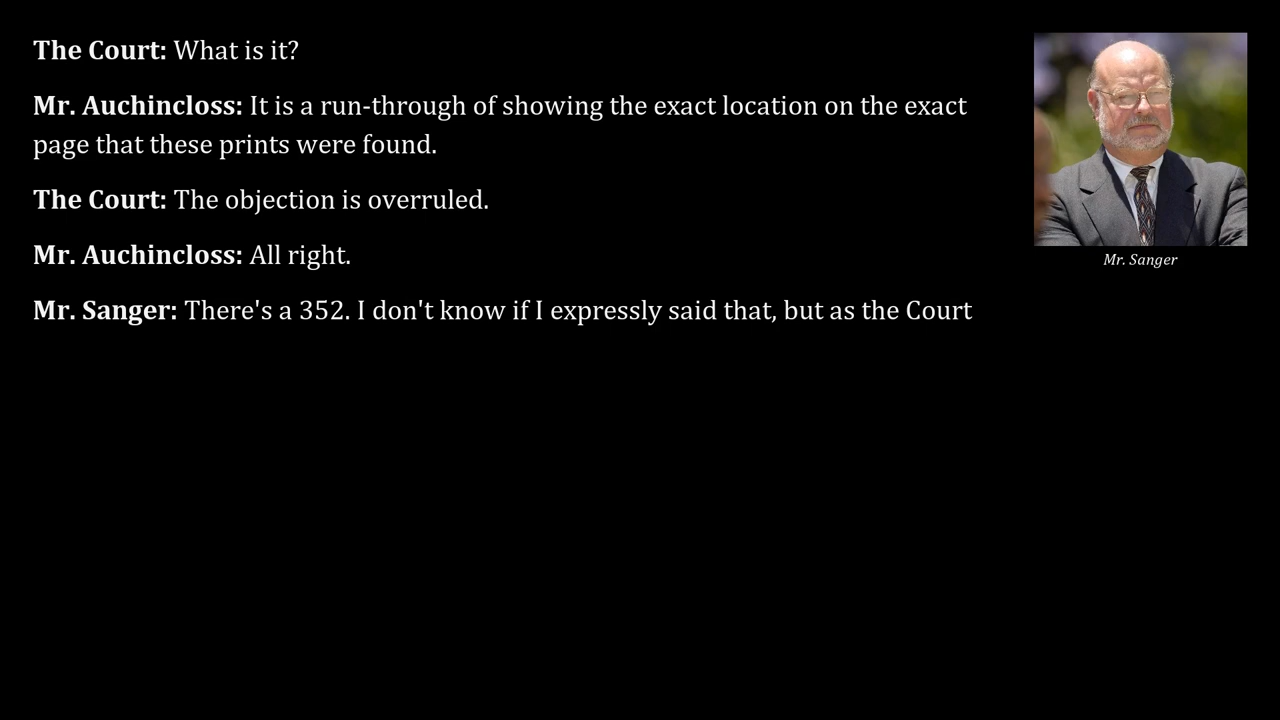 The Court: What is it?
Mr. Auchincloss: It is a run-through of showing the exact location on the exact
page that these prints were found.
The Court: The objection is overruled.
Mr. Auchincloss: All right.
Mr. Sanger: There's a 352. I don't know if I expressly said that, but as the Court
Mr. Sanger